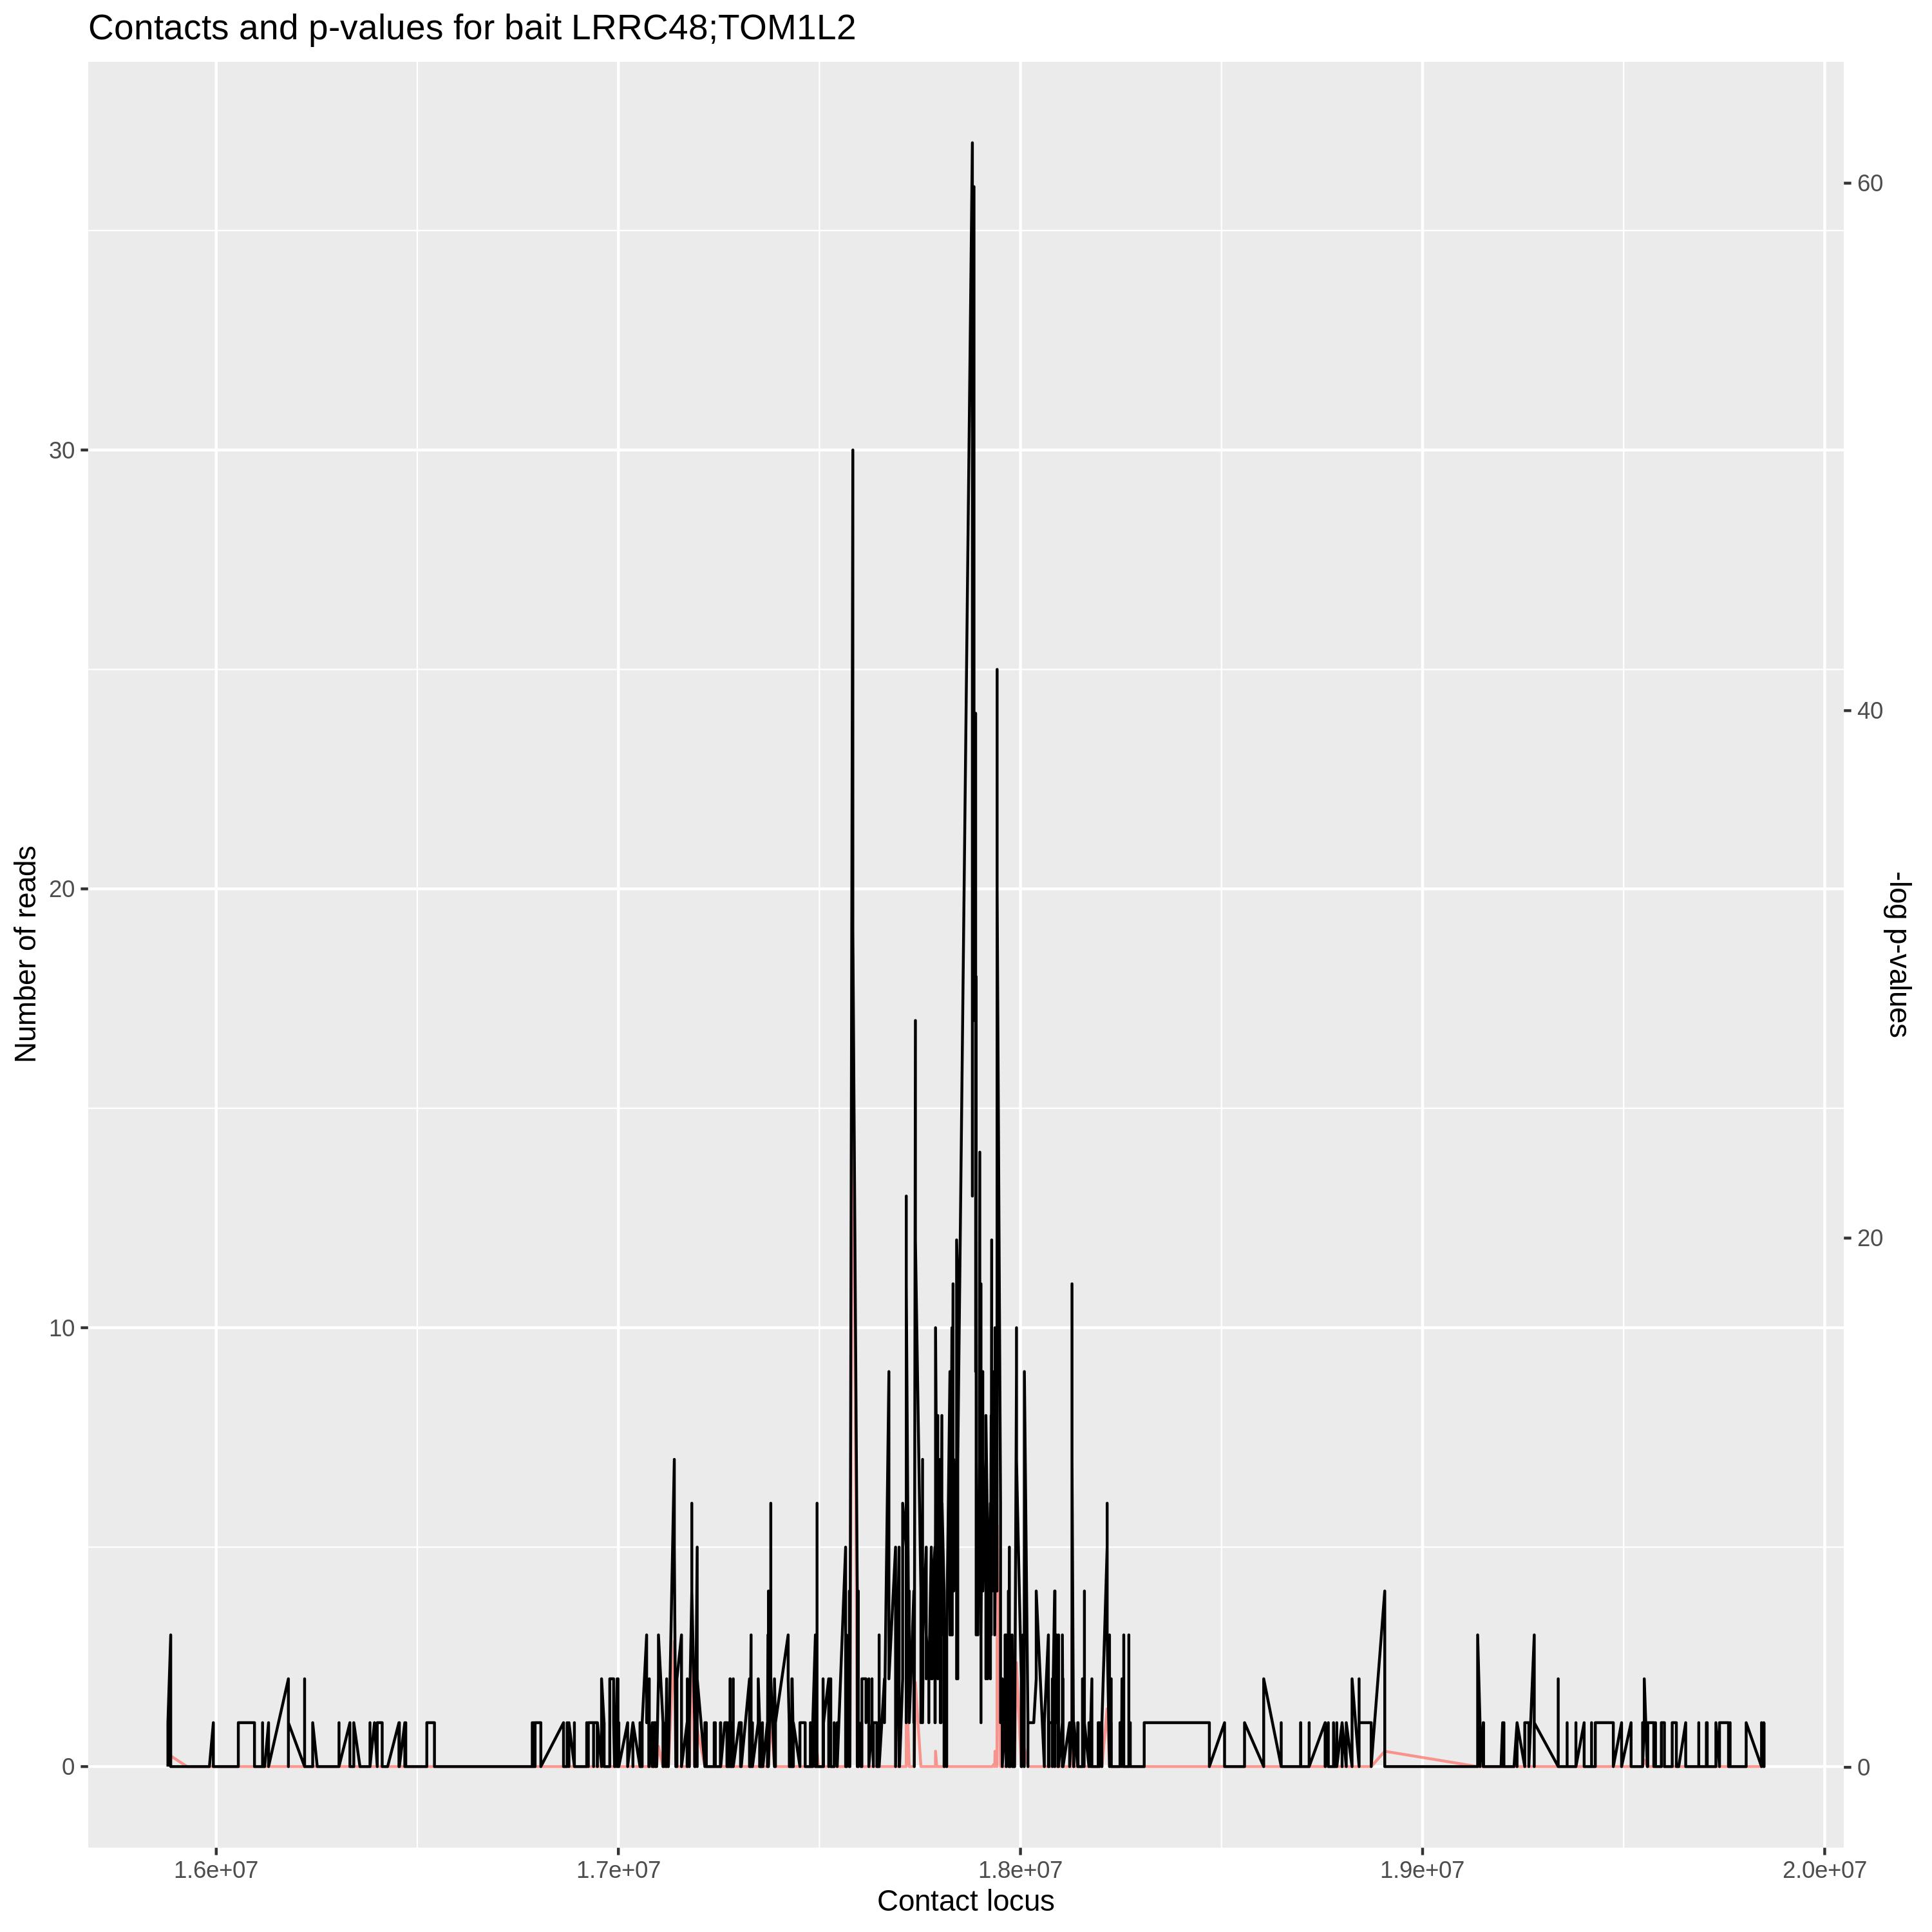 Contacts and p-values for bait LRRC48;TOM1L2
Number of reads
30
20
10
0
60
40
20
0
-log p-values
1.6e+07
1.7e+07
1.8e+07
1.9e+07
2.0e+07
Contact locus